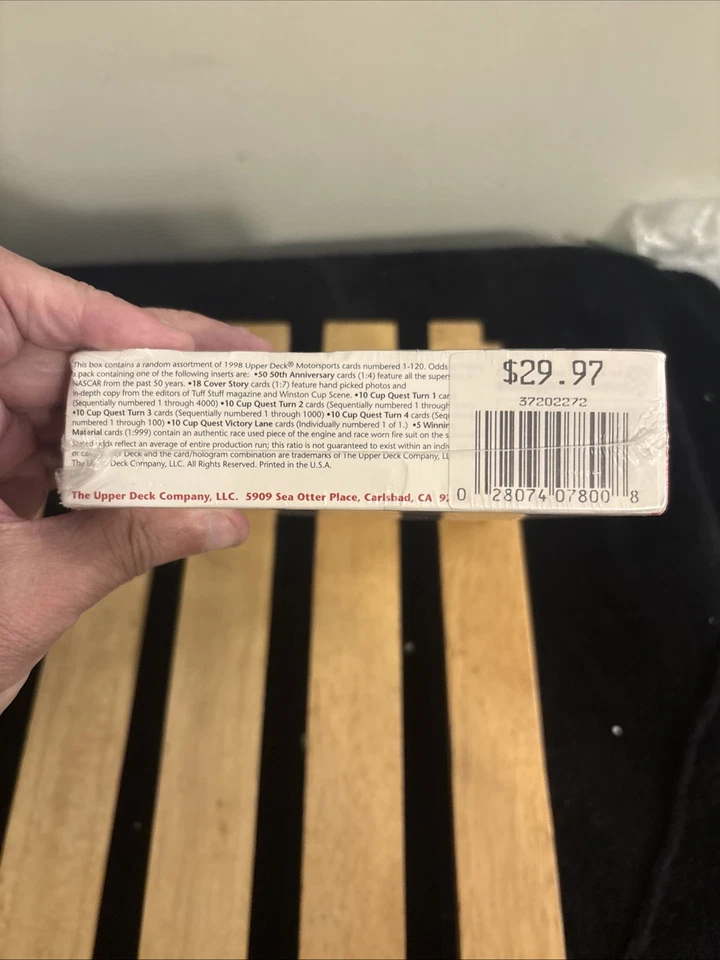 This box contains a random assortment of 1998 Upper Deck® Motorsports cards numbered 1-120. Odds
a pack containing one of the following inserts are: •50 50th Anniversary cards (1:4) feature all the super
NASCAR from the past 50 years. •18 Cover Story cards (1:7) feature hand picked photos and
in-depth copy from the editors of Tuff Stuff magazine and Winston Cup Scene. •10 Cup Quest Turn 1 car
(Sequentially numbered 1 through 4000) •10 Cup Quest Turn 2 cards (Sequentially numbered 1 through
•10 Cup Quest Turn 3 cards (Sequentially numbered 1 through 1000) •10 Cup Quest Turn 4 cards (Seq
numbered 1 through 100) •10 Cup Quest Victory Lane cards (Individually numbered 1 of 1.) •5 Winnin
Material cards (1:999) contain an authentic race used piece of the engine and race worn fire suit on the s
Stated odds reflect an average of entire production run; this ratio is not guaranteed to exist within an indiv
or Deck and the card/hologram combination are trademarks of The Upper Deck Company, LL
The Deck Company, LLC. All Rights Reserved. Printed in the U.S.A.
The Upper Deck Company, LLC. 5909 Sea Otter Place, Carlsbad, CA 92
$29.97
37202272
0 28074 07800 8